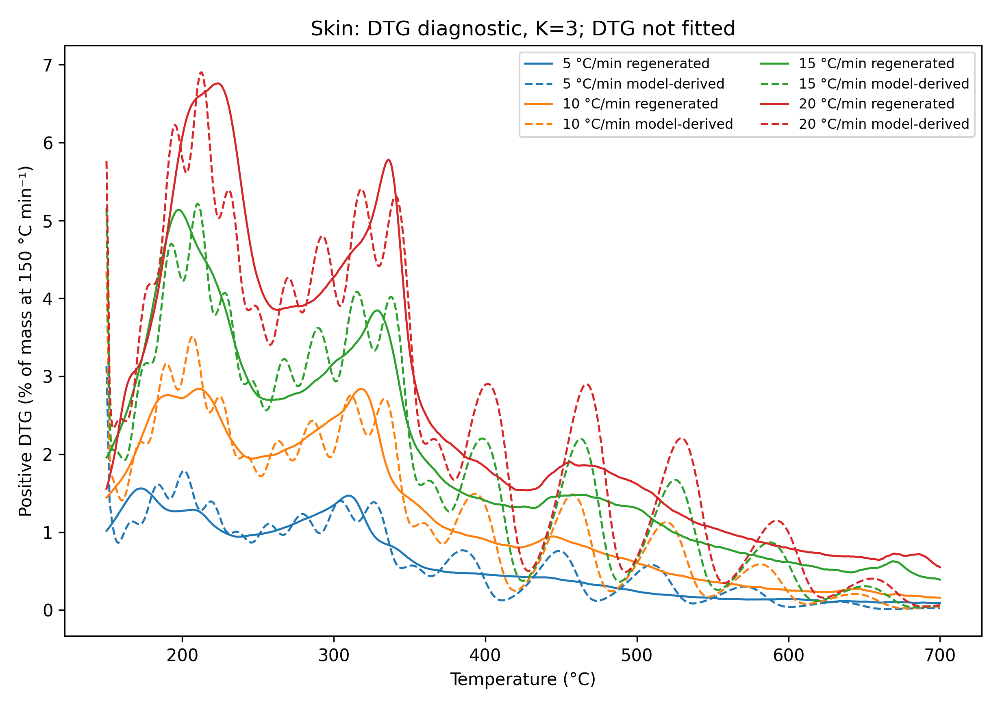 Skin: DTG diagnostic, K=3; DTG not fitted
Positive DTG (% of mass at 150 °C min⁻¹)
7
6
5
4
3
2
1
0
5 °C/min regenerated
5 °C/min model-derived
10 °C/min regenerated
10 °C/min model-derived
15 °C/min regenerated
15 °C/min model-derived
20 °C/min regenerated
20 °C/min model-derived
200 300 400 500 600 700
Temperature (°C)